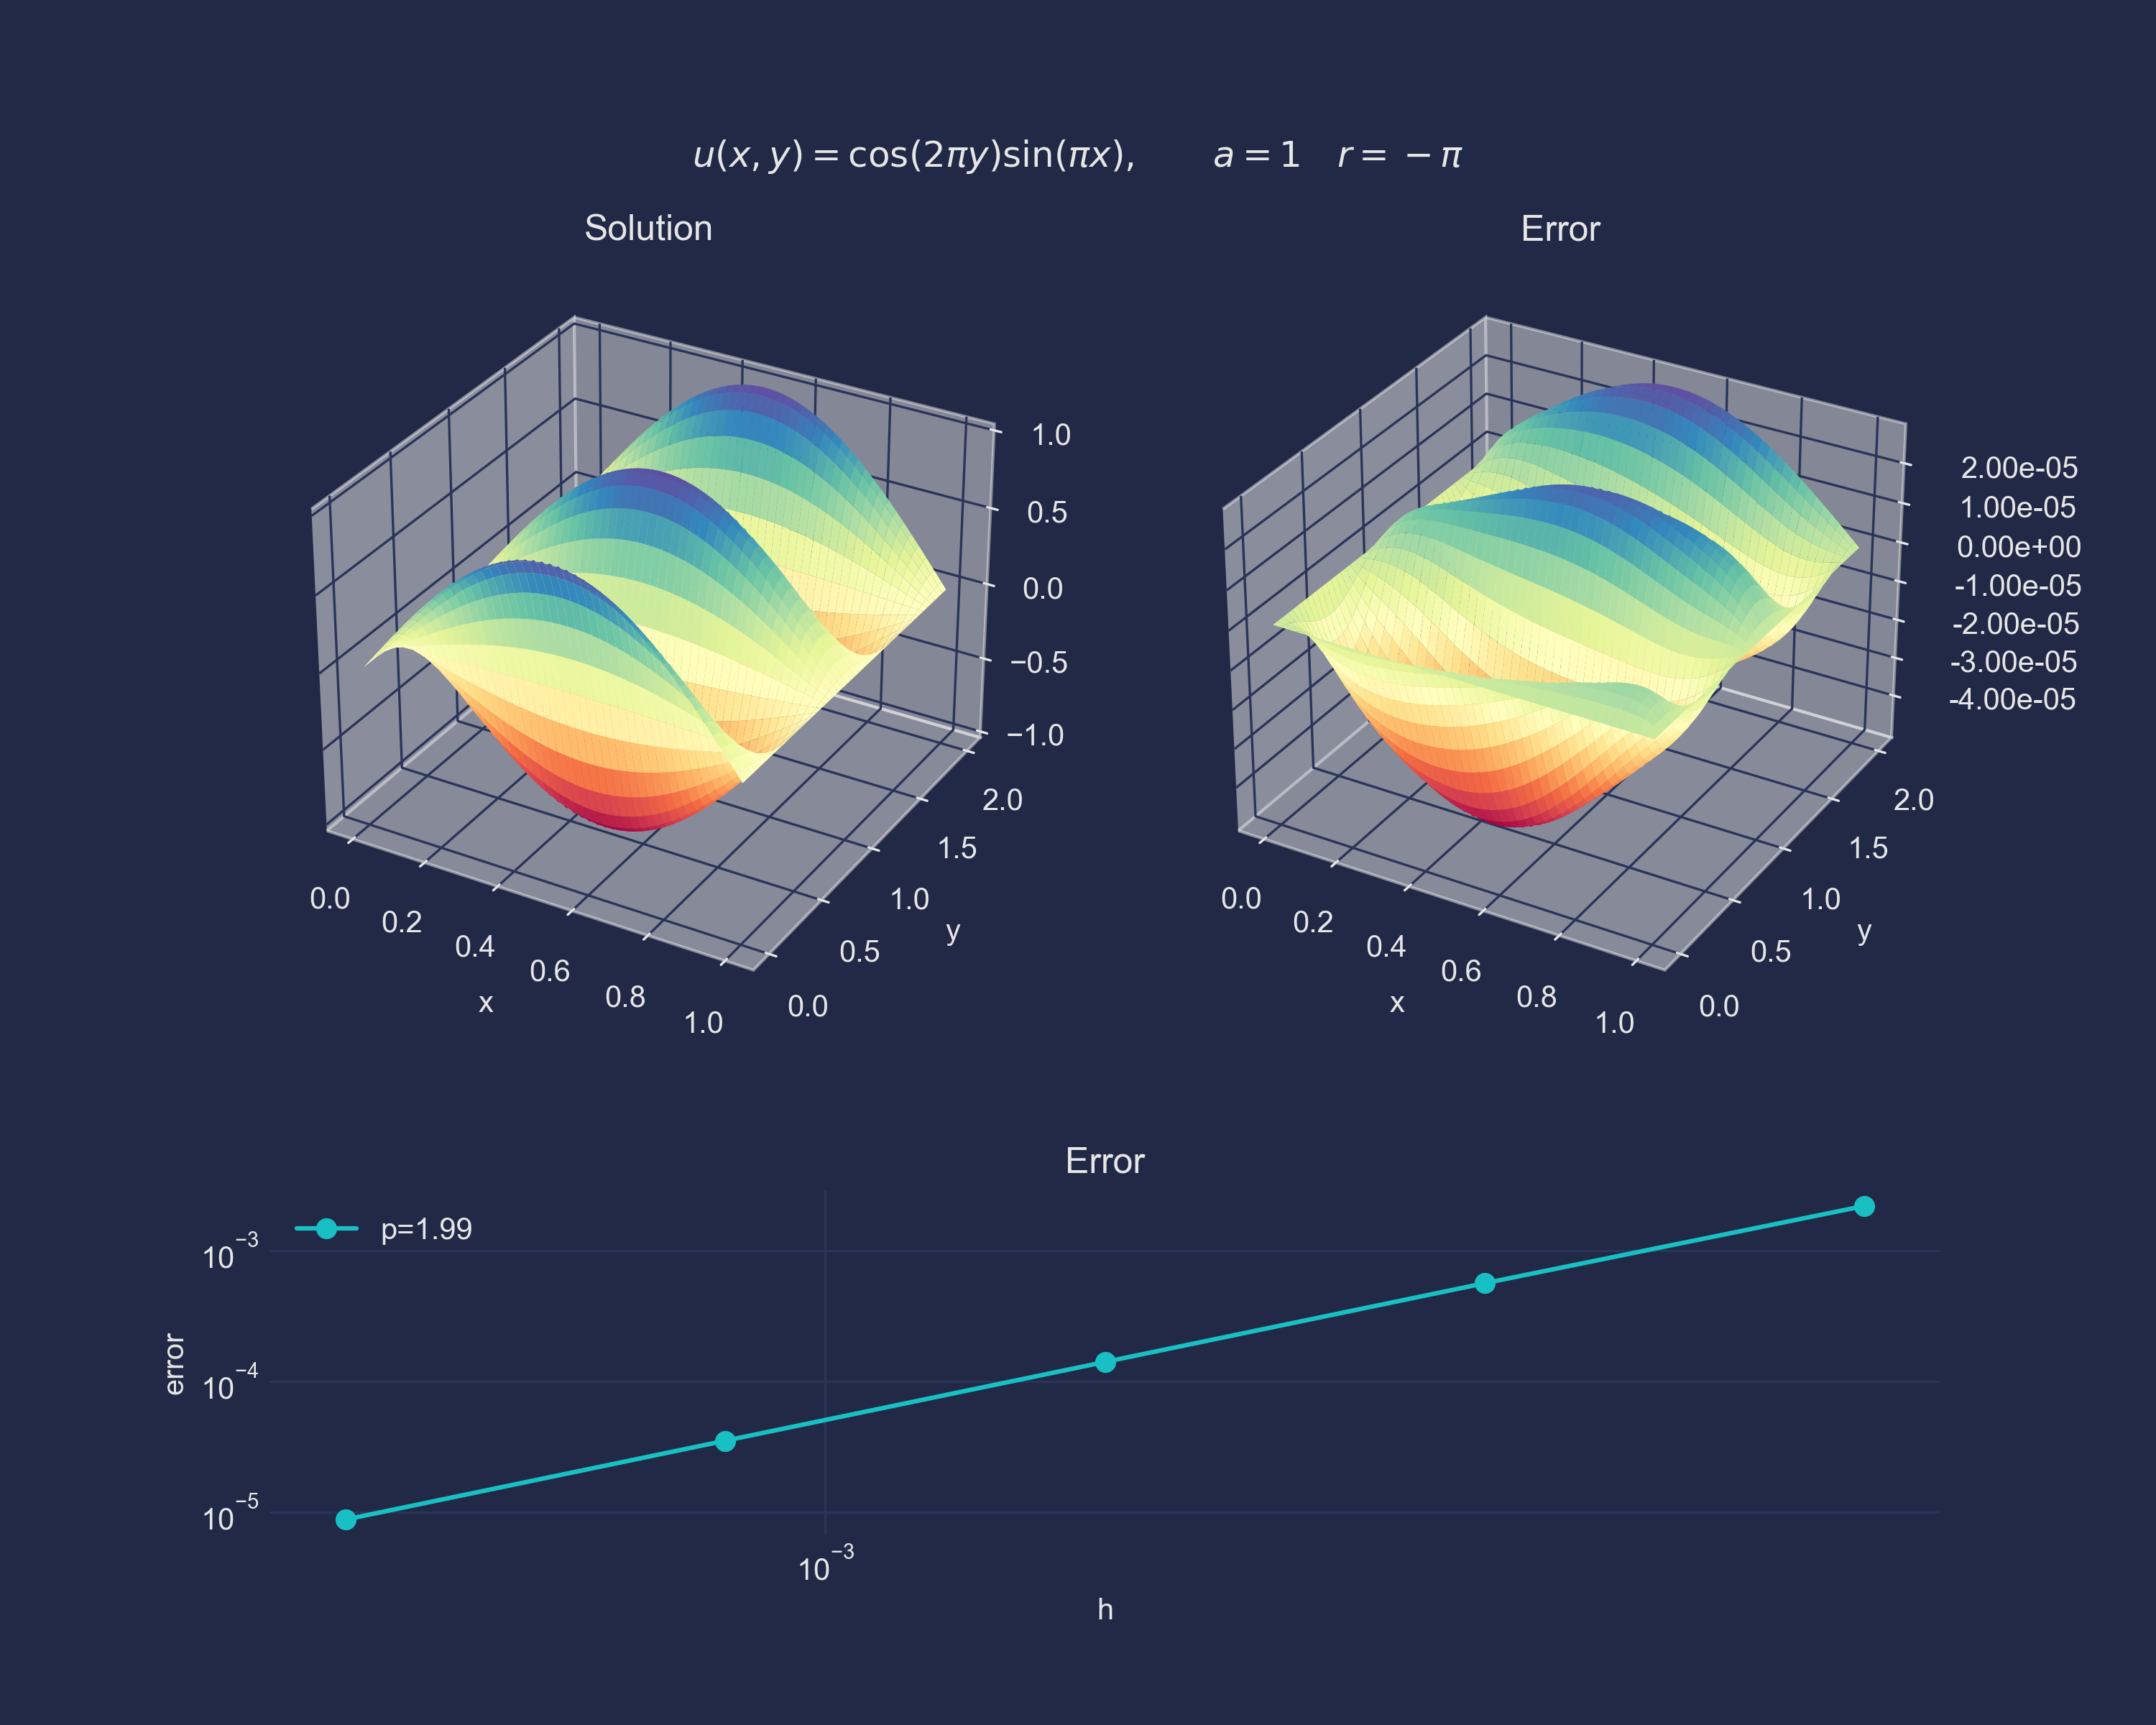 u(x, y) = cos(2πy)sin(πx), a = 1 r = − π
Solution
Error
1.0
0.5
0.0
−0.5
−1.0
0.0
0.2
0.4
0.6
0.8
1.0
x
0.0
0.5
1.0
1.5
2.0
y
2.00e-05
1.00e-05
0.00e+00
-1.00e-05
-2.00e-05
-3.00e-05
-4.00e-05
0.0
0.2
0.4
0.6
0.8
1.0
x
0.0
0.5
1.0
1.5
2.0
y
Error
p=1.99
10⁻³
10⁻⁴
10⁻⁵
error
10⁻³
h